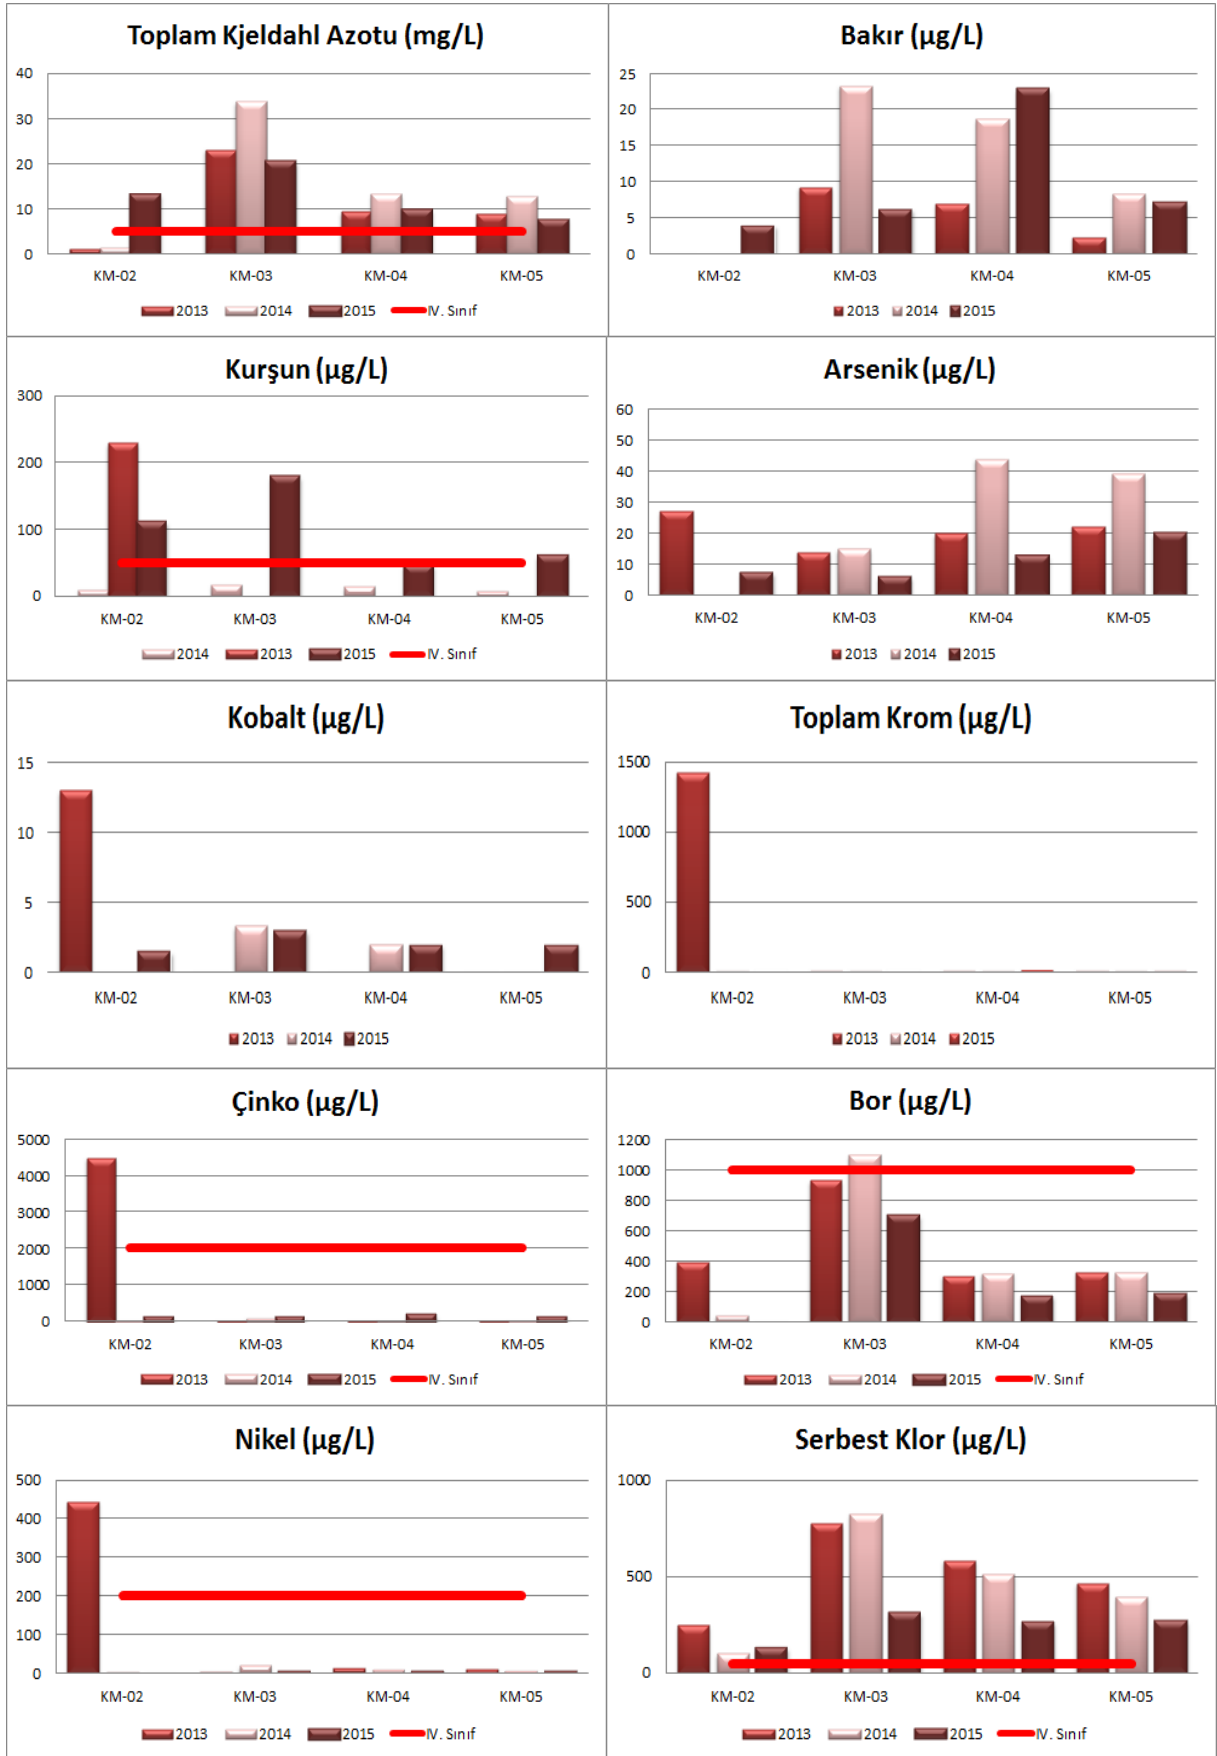 Toplam Kjeldahl Azotu (mg/L)
40
30
20
10
0
KM-02 KM-03 KM-04 KM-05
2013 2014 2015 IV. Sınıf
Bakır (µg/L)
25
20
15
10
5
0
KM-02 KM-03 KM-04 KM-05
2013 2014 2015
Kurşun (µg/L)
300
200
100
0
KM-02 KM-03 KM-04 KM-05
2014 2013 2015 IV. Sınıf
Arsenik (µg/L)
60
50
40
30
20
10
0
KM-02 KM-03 KM-04 KM-05
2013 2014 2015
Kobalt (µg/L)
15
10
5
0
KM-02 KM-03 KM-04 KM-05
2013 2014 2015
Toplam Krom (µg/L)
1500
1000
500
0
KM-02 KM-03 KM-04 KM-05
2013 2014 2015
Çinko (µg/L)
5000
4000
3000
2000
1000
0
KM-02 KM-03 KM-04 KM-05
2013 2014 2015 IV. Sınıf
Bor (µg/L)
1200
1000
800
600
400
200
0
KM-02 KM-03 KM-04 KM-05
2013 2014 2015 IV. Sınıf
Nikel (µg/L)
500
400
300
200
100
0
KM-02 KM-03 KM-04 KM-05
2013 2014 2015 IV. Sınıf
Serbest Klor (µg/L)
1000
500
0
KM-02 KM-03 KM-04 KM-05
2013 2014 2015 IV. Sınıf